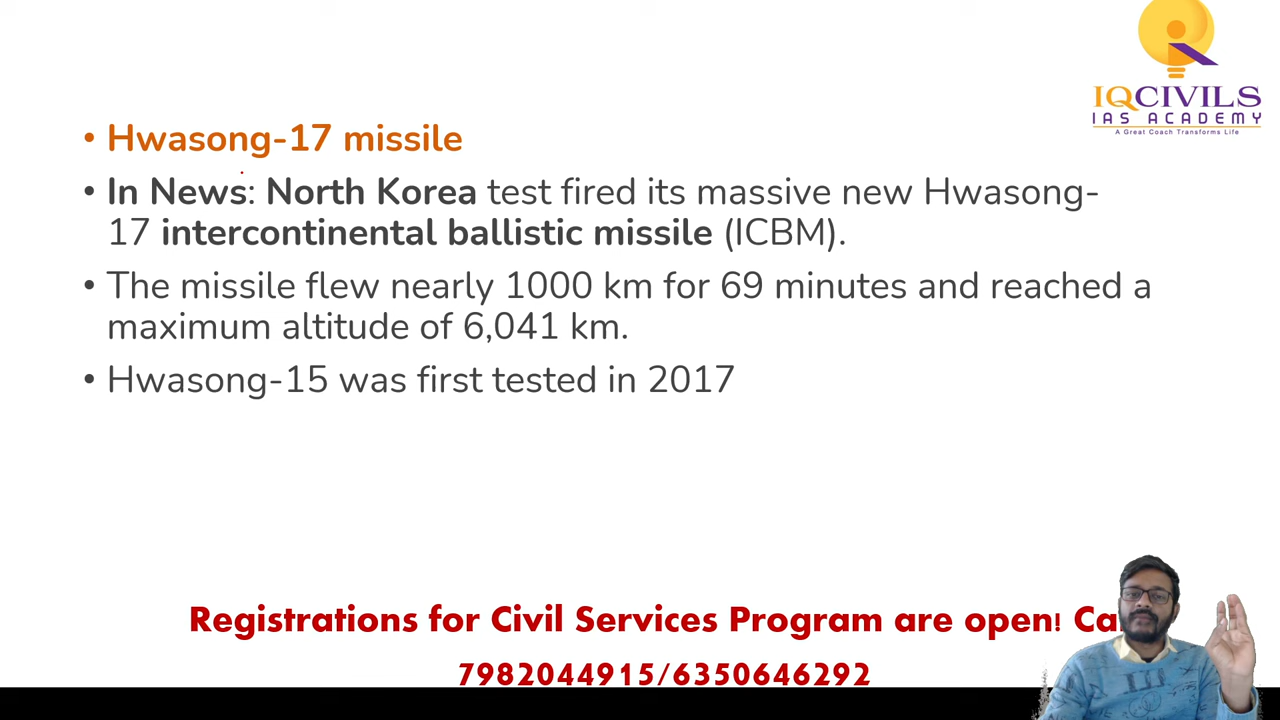 IQCIVILS
IAS ACADEMY
A Great Coach Transforms Life
• Hwasong-17 missile
• In News: North Korea test fired its massive new Hwasong-
17 intercontinental ballistic missile (ICBM).
• The missile flew nearly 1000 km for 69 minutes and reached a
maximum altitude of 6,041 km.
• Hwasong-15 was first tested in 2017
Registrations for Civil Services Program are open!
7982044915/6350646292